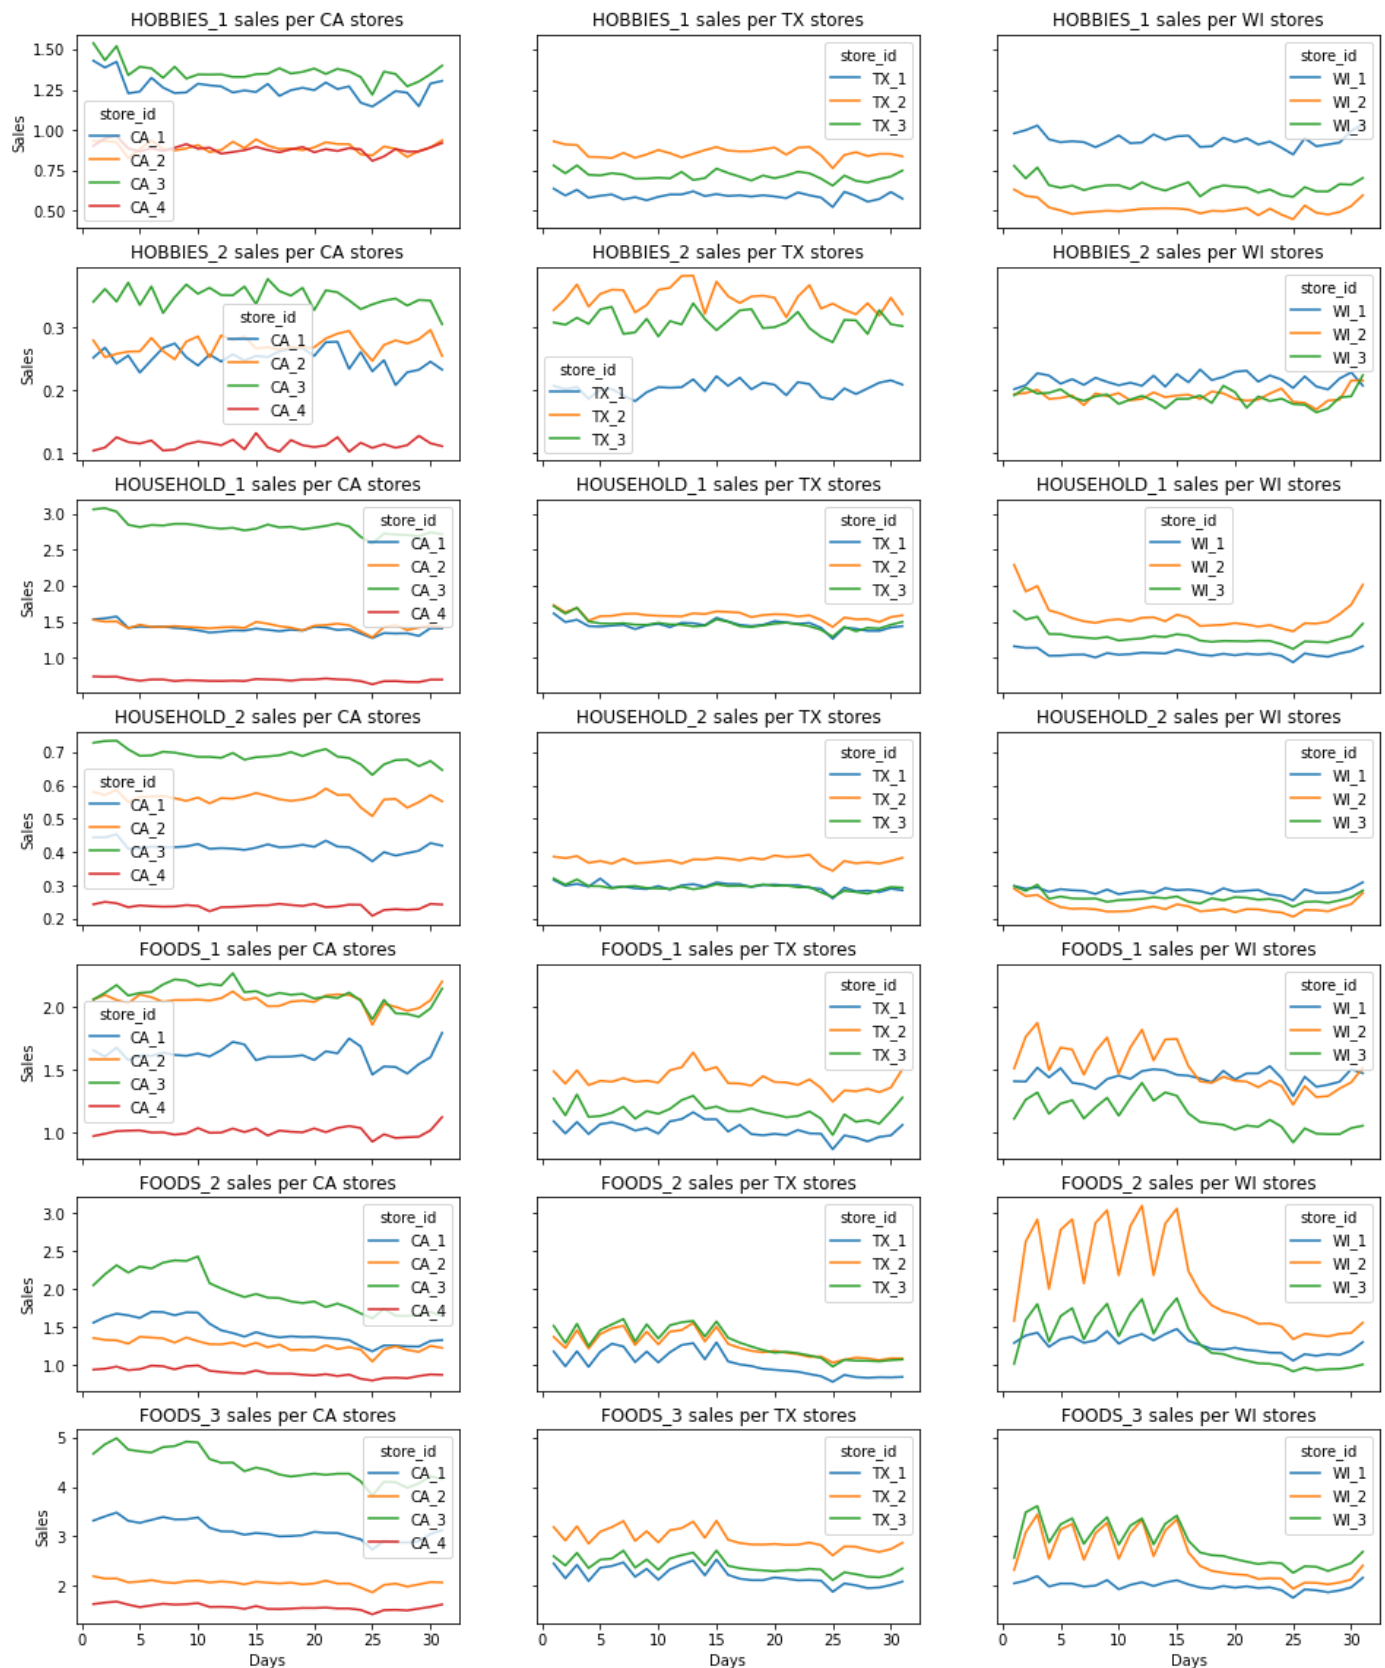 HOBBIES_1 sales per CA stores
HOBBIES_1 sales per TX stores
HOBBIES_1 sales per WI stores
Sales
1.50
1.25
1.00
0.75
0.50
store_id
CA_1
CA_2
CA_3
CA_4
store_id
TX_1
TX_2
TX_3
store_id
WI_1
WI_2
WI_3
HOBBIES_2 sales per CA stores
HOBBIES_2 sales per TX stores
HOBBIES_2 sales per WI stores
Sales
0.3
0.2
0.1
store_id
CA_1
CA_2
CA_3
CA_4
store_id
TX_1
TX_2
TX_3
store_id
WI_1
WI_2
WI_3
HOUSEHOLD_1 sales per CA stores
HOUSEHOLD_1 sales per TX stores
HOUSEHOLD_1 sales per WI stores
Sales
3.0
2.5
2.0
1.5
1.0
store_id
CA_1
CA_2
CA_3
CA_4
store_id
TX_1
TX_2
TX_3
store_id
WI_1
WI_2
WI_3
HOUSEHOLD_2 sales per CA stores
HOUSEHOLD_2 sales per TX stores
HOUSEHOLD_2 sales per WI stores
Sales
0.7
0.6
0.5
0.4
0.3
0.2
store_id
CA_1
CA_2
CA_3
CA_4
store_id
TX_1
TX_2
TX_3
store_id
WI_1
WI_2
WI_3
FOODS_1 sales per CA stores
FOODS_1 sales per TX stores
FOODS_1 sales per WI stores
Sales
2.0
1.5
1.0
store_id
CA_1
CA_2
CA_3
CA_4
store_id
TX_1
TX_2
TX_3
store_id
WI_1
WI_2
WI_3
FOODS_2 sales per CA stores
FOODS_2 sales per TX stores
FOODS_2 sales per WI stores
Sales
3.0
2.5
2.0
1.5
1.0
store_id
CA_1
CA_2
CA_3
CA_4
store_id
TX_1
TX_2
TX_3
store_id
WI_1
WI_2
WI_3
FOODS_3 sales per CA stores
FOODS_3 sales per TX stores
FOODS_3 sales per WI stores
Sales
5
4
3
2
store_id
CA_1
CA_2
CA_3
CA_4
store_id
TX_1
TX_2
TX_3
store_id
WI_1
WI_2
WI_3
0 5 10 15 20 25 30
0 5 10 15 20 25 30
0 5 10 15 20 25 30
Days
Days
Days